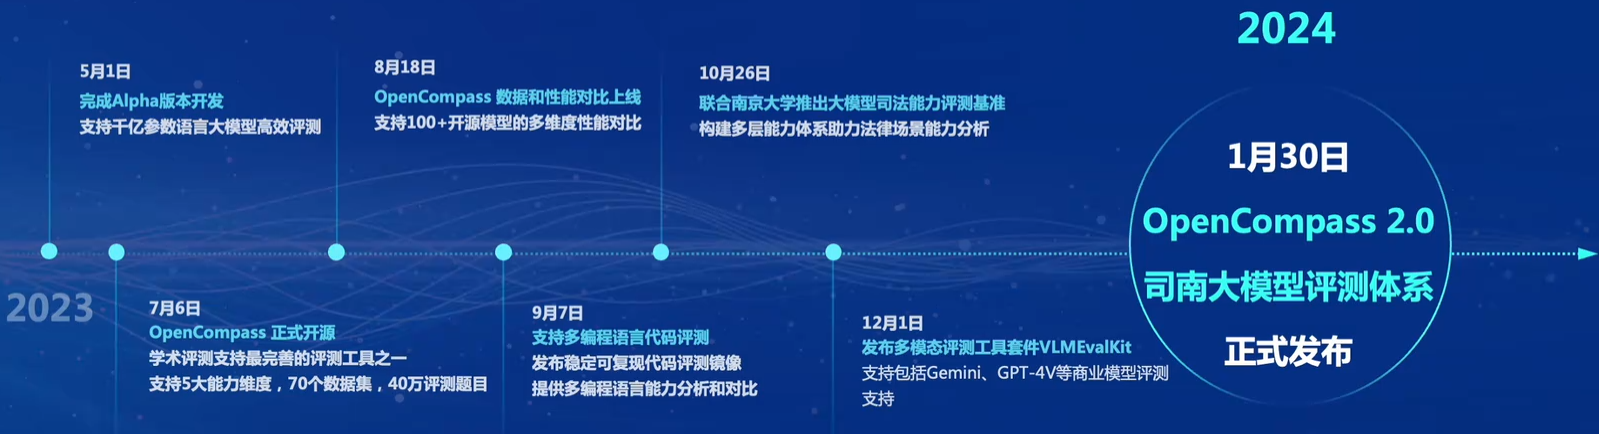 2023
5月1日
完成Alpha版本开发
支持千亿参数语言大模型高效评测
7月6日
OpenCompass 正式开源
学术评测支持最完善的评测工具之一
支持5大能力维度，70个数据集，40万评测题目
8月18日
OpenCompass 数据和性能对比上线
支持100+开源模型的多维度性能对比
9月7日
支持多编程语言代码评测
发布稳定可复现代码评测镜像
提供多编程语言能力分析和对比
10月26日
联合南京大学推出大模型司法能力评测基准
构建多层能力体系助力法律场景能力分析
12月1日
发布多模态评测工具套件VLMEvalKit
支持包括Gemini、GPT-4V等商业模型评测
支持
2024
1月30日
OpenCompass 2.0
司南大模型评测体系
正式发布